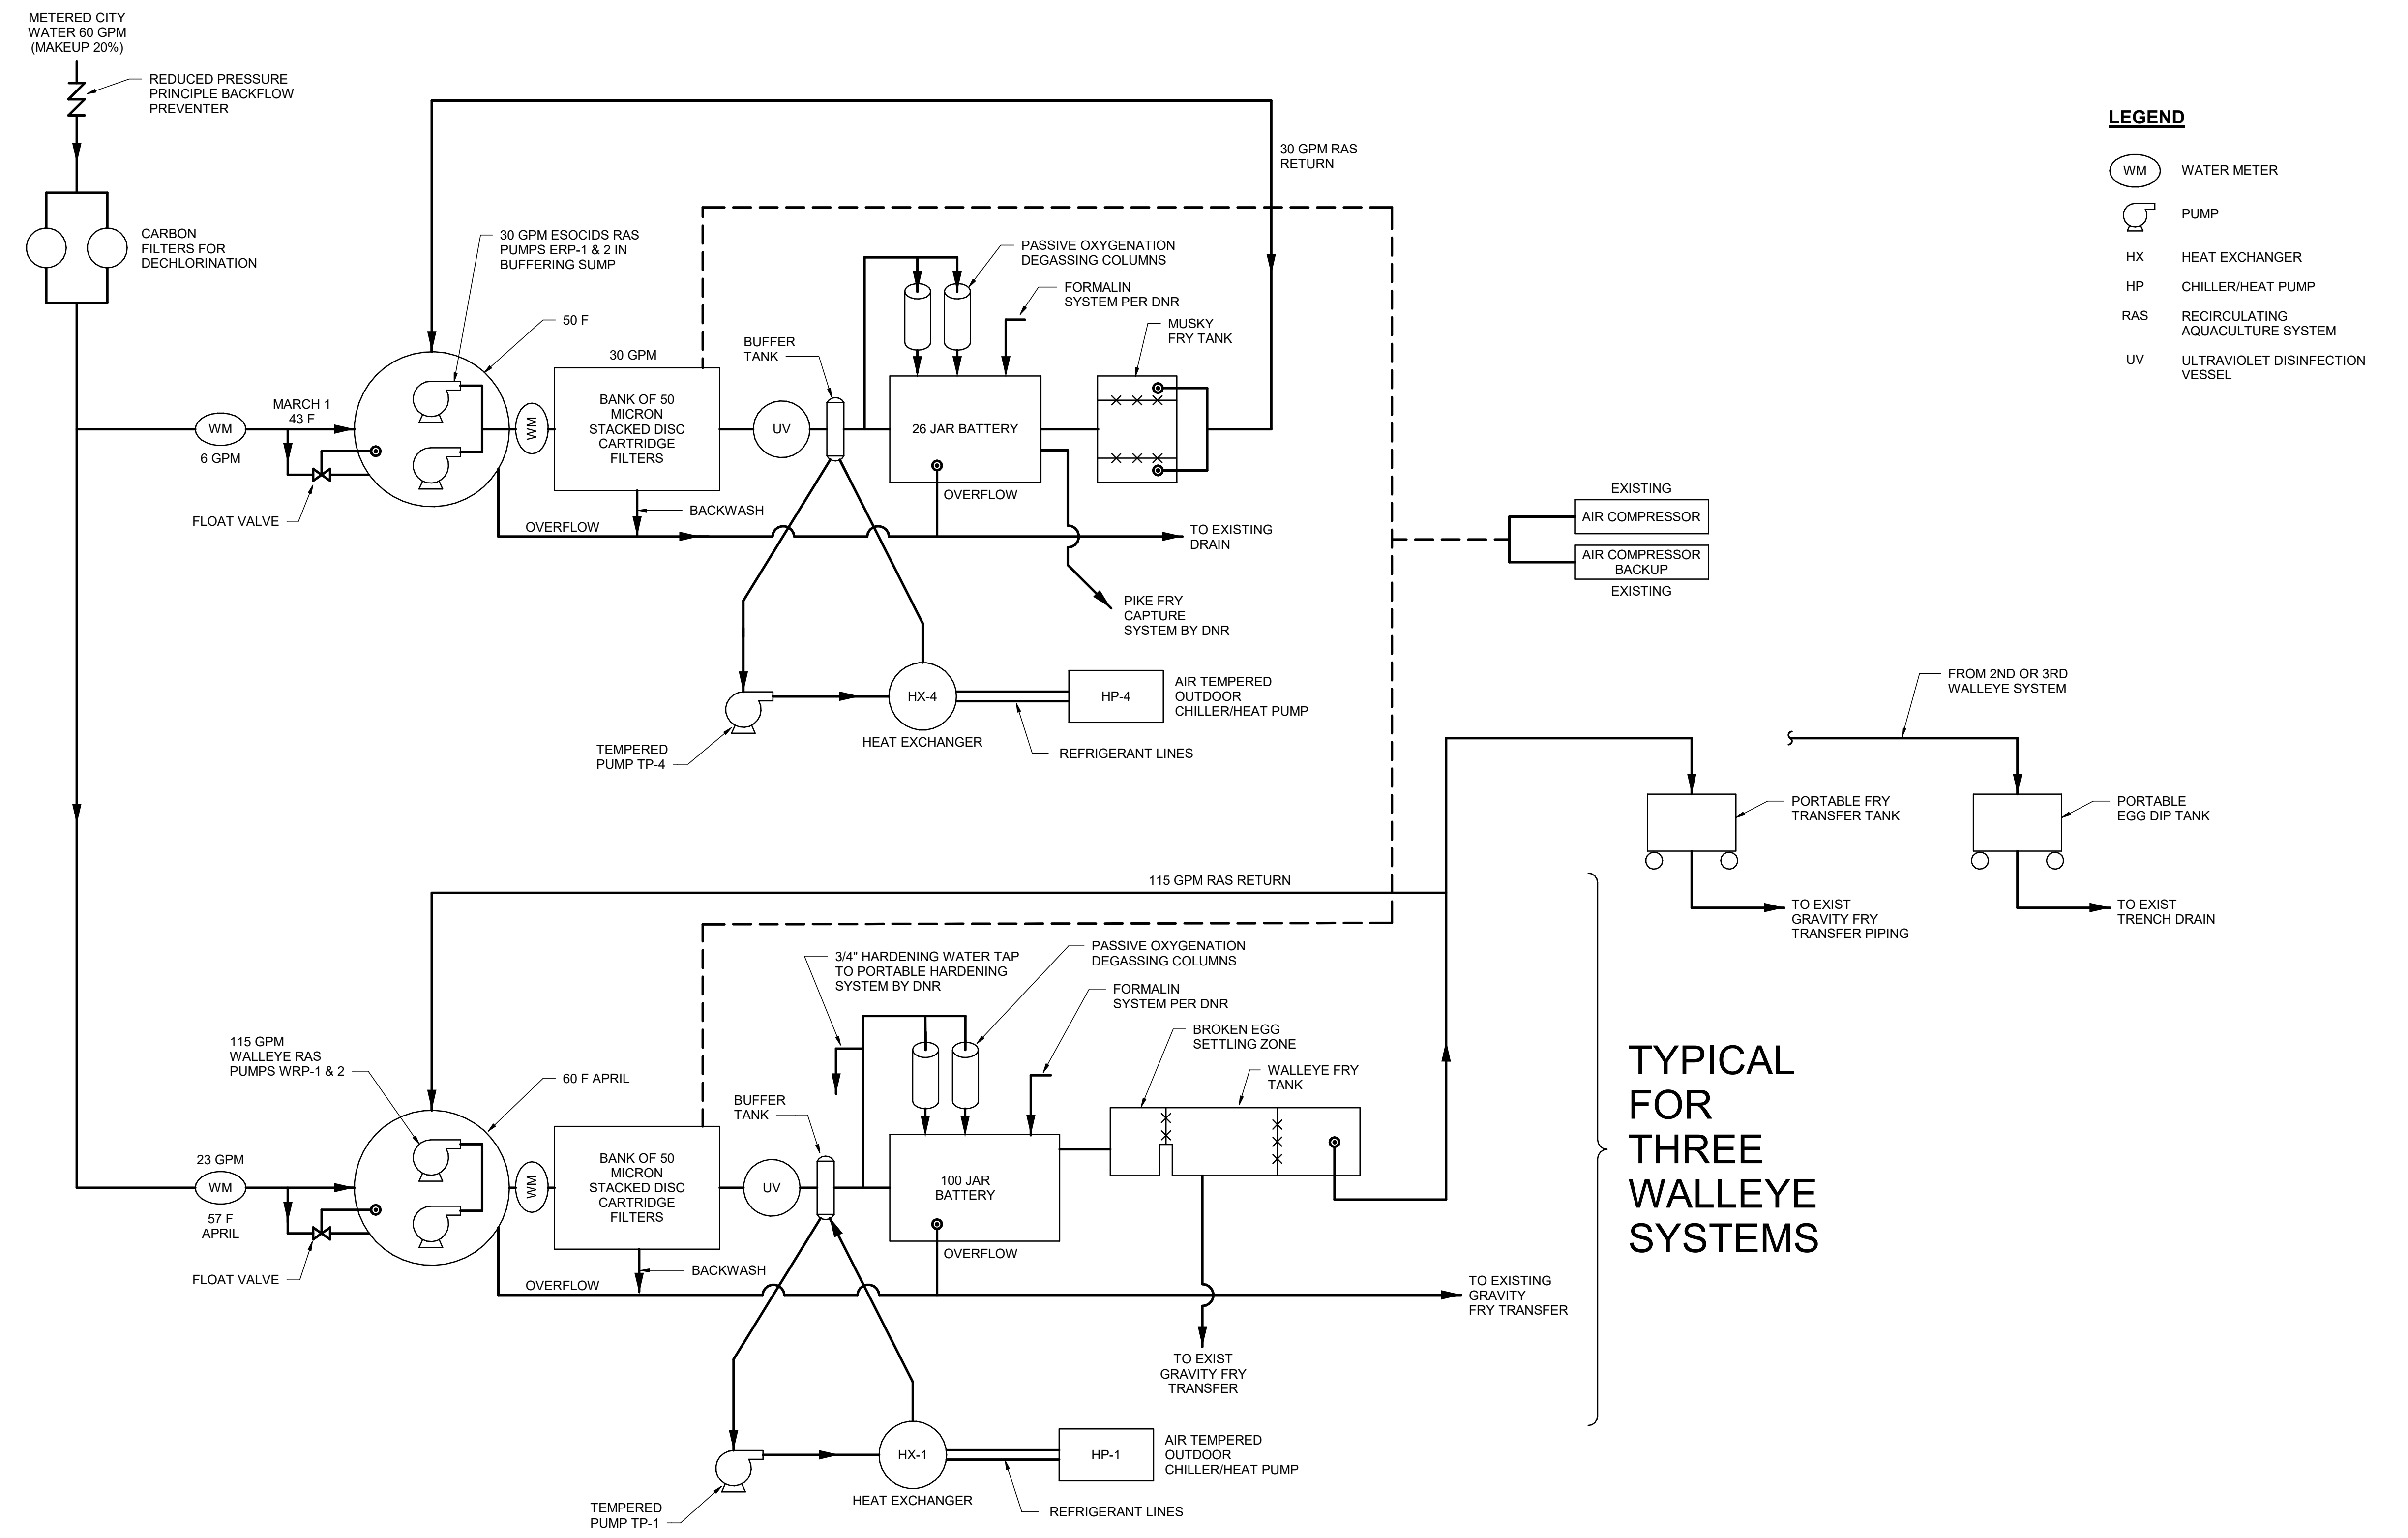 METERED CITY
WATER 60 GPM
(MAKEUP 20%)
REDUCED PRESSURE
PRINCIPLE BACKFLOW
PREVENTER
CARBON
FILTERS FOR
DECHLORINATION
30 GPM ESOCIDS RAS
PUMPS ERP-1 & 2 IN
BUFFERING SUMP
50 F
30 GPM
BANK OF 50
MICRON
STACKED DISC
CARTRIDGE
FILTERS
WM
6 GPM
MARCH 1
43 F
FLOAT VALVE
WM
OVERFLOW
BACKWASH
UV
BUFFER
TANK
PASSIVE OXYGENATION
DEGASSING COLUMNS
FORMALIN
SYSTEM PER DNR
MUSKY
FRY TANK
26 JAR BATTERY
OVERFLOW
30 GPM RAS
RETURN
TO EXISTING
DRAIN
PIKE FRY
CAPTURE
SYSTEM BY DNR
TEMPERED
PUMP TP-4
HX-4
HEAT EXCHANGER
HP-4
AIR TEMPERED
OUTDOOR
CHILLER/HEAT PUMP
REFRIGERANT LINES
EXISTING
AIR COMPRESSOR
AIR COMPRESSOR
BACKUP
EXISTING
LEGEND
WM
WATER METER
PUMP
HX
HEAT EXCHANGER
HP
CHILLER/HEAT PUMP
RAS
RECIRCULATING
AQUACULTURE SYSTEM
UV
ULTRAVIOLET DISINFECTION
VESSEL
FROM 2ND OR 3RD
WALLEYE SYSTEM
PORTABLE FRY
TRANSFER TANK
PORTABLE
EGG DIP TANK
TO EXIST
GRAVITY FRY
TRANSFER PIPING
TO EXIST
TRENCH DRAIN
115 GPM RAS RETURN
3/4" HARDENING WATER TAP
TO PORTABLE HARDENING
SYSTEM BY DNR
PASSIVE OXYGENATION
DEGASSING COLUMNS
FORMALIN
SYSTEM PER DNR
BROKEN EGG
SETTLING ZONE
WALLEYE FRY
TANK
115 GPM
WALLEYE RAS
PUMPS WRP-1 & 2
60 F APRIL
23 GPM
WM
57 F
APRIL
FLOAT VALVE
WM
BANK OF 50
MICRON
STACKED DISC
CARTRIDGE
FILTERS
UV
BUFFER
TANK
100 JAR
BATTERY
OVERFLOW
OVERFLOW
BACKWASH
TO EXISTING
GRAVITY
FRY TRANSFER
TO EXIST
GRAVITY FRY
TRANSFER
TEMPERED
PUMP TP-1
HX-1
HEAT EXCHANGER
HP-1
AIR TEMPERED
OUTDOOR
CHILLER/HEAT PUMP
REFRIGERANT LINES
TYPICAL
FOR
THREE
WALLEYE
SYSTEMS